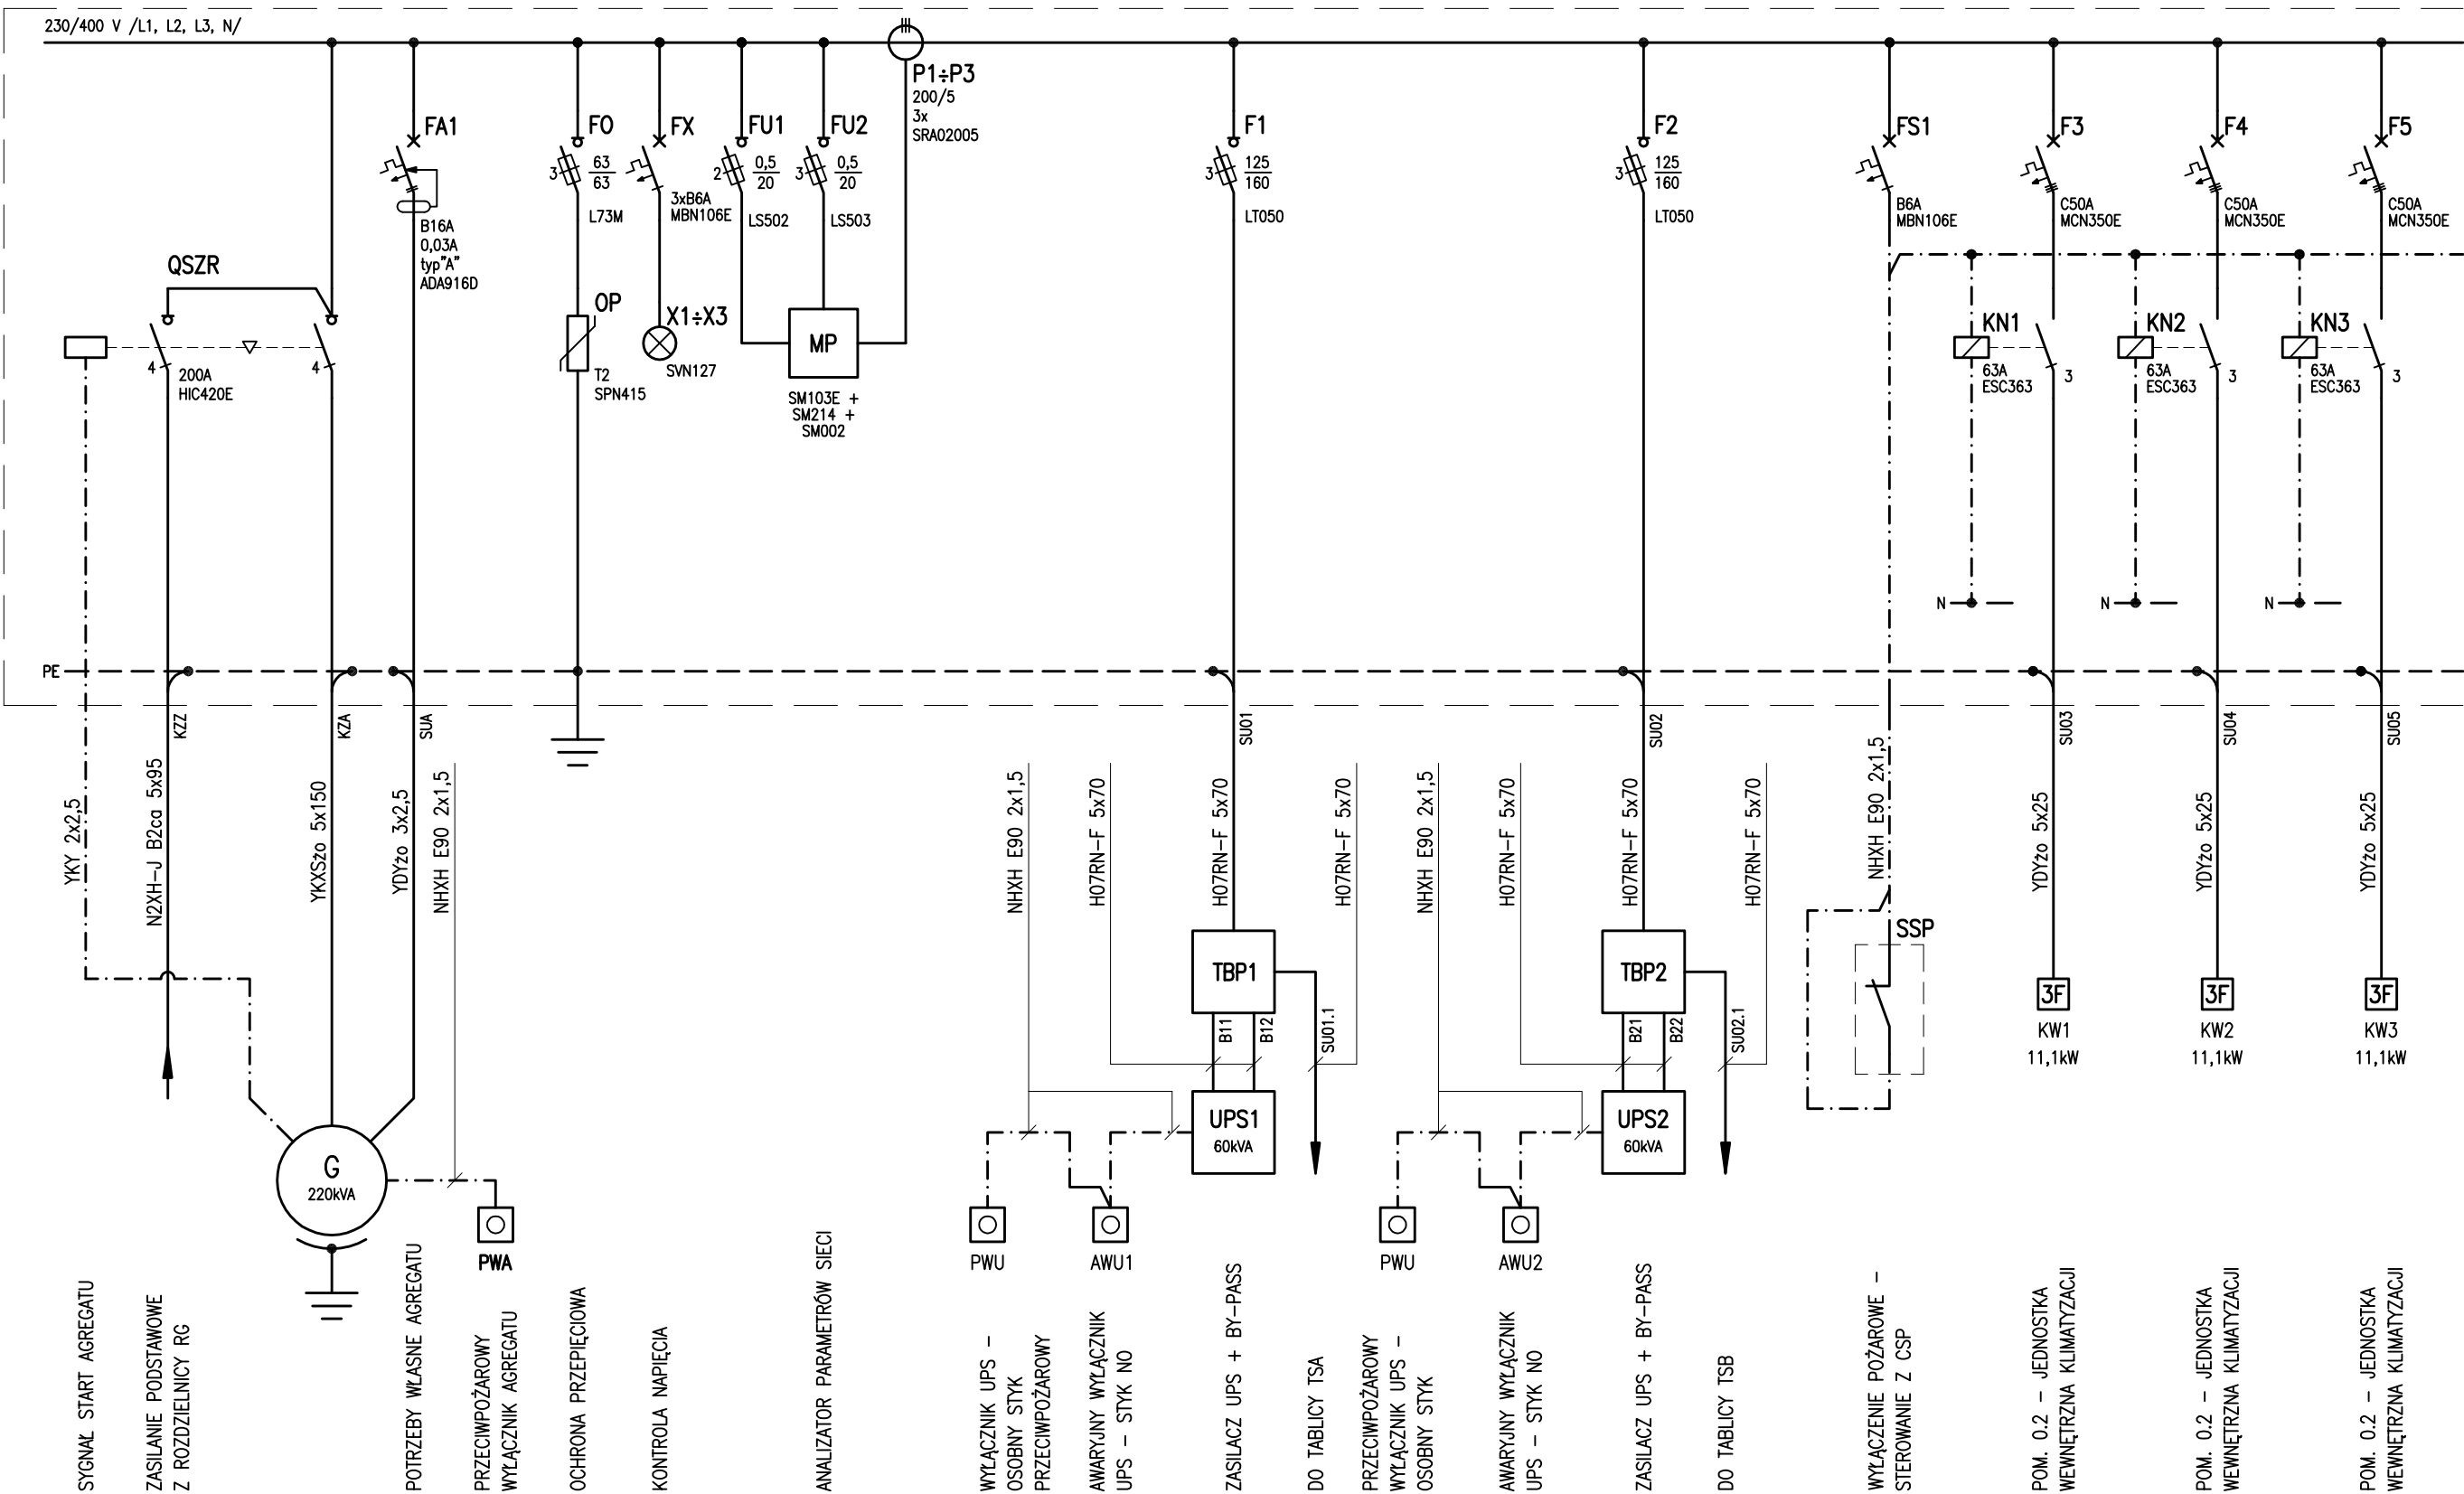 230/400 V /L1, L2, L3, N/
P1÷P3
200/5
3x
SRA02005
FA1
B16A
0,03A
typ"A"
ADA916D
FO
3
63
63
L73M
FX
3xB6A
MBN106E
FU1
2
0,5
20
LS502
FU2
3
0,5
20
LS503
F1
3
125
160
LT050
F2
3
125
160
LT050
FS1
B6A
MBN106E
F3
C50A
MCN350E
F4
C50A
MCN350E
F5
C50A
MCN350E
QSZR
4
200A
HIC420E
4
OP
T2
SPN415
X1÷X3
SVN127
MP
SM103E +
SM214 +
SM002
KN1
63A
ESC363
3
KN2
63A
ESC363
3
KN3
63A
ESC363
3
N
N
N
PE
KZZ
KZA
SUA
SU01
SU02
SU03
SU04
SU05
YKY 2x2,5
N2XH-J B2ca 5x95
YKXSżo 5x150
YDYżo 3x2,5
NHXH E90 2x1,5
NHXH E90 2x1,5
H07RN-F 5x70
H07RN-F 5x70
H07RN-F 5x70
NHXH E90 2x1,5
H07RN-F 5x70
H07RN-F 5x70
H07RN-F 5x70
NHXH E90 2x1,5
YDYżo 5x25
YDYżo 5x25
YDYżo 5x25
TBP1
B11
B12
SU01.1
UPS1
60kVA
TBP2
B21
B22
SU02.1
UPS2
60kVA
SSP
3F
KW1
11,1kW
3F
KW2
11,1kW
3F
KW3
11,1kW
G
220kVA
PWA
PWU
AWU1
PWU
AWU2
SYGNAŁ START AGREGATU
ZASILANIE PODSTAWOWE
Z ROZDZIELNICY RG
POTRZEBY WŁASNE AGREGATU
PRZECIWPOŻAROWY
WYŁĄCZNIK AGREGATU
OCHRONA PRZEPIĘCIOWA
KONTROLA NAPIĘCIA
ANALIZATOR PARAMETRÓW SIECI
WYŁĄCZNIK UPS -
OSOBNY STYK
PRZECIWPOŻAROWY
AWARYJNY WYŁĄCZNIK
UPS - STYK NO
ZASILACZ UPS + BY-PASS
DO TABLICY TSA
PRZECIWPOŻAROWY
WYŁĄCZNIK UPS -
OSOBNY STYK
AWARYJNY WYŁĄCZNIK
UPS - STYK NO
ZASILACZ UPS + BY-PASS
DO TABLICY TSB
WYŁĄCZENIE POŻAROWE -
STEROWANIE Z CSP
POM. 0.2 - JEDNOSTKA
WEWNĘTRZNA KLIMATYZACJI
POM. 0.2 - JEDNOSTKA
WEWNĘTRZNA KLIMATYZACJI
POM. 0.2 - JEDNOSTKA
WEWNĘTRZNA KLIMATYZACJI